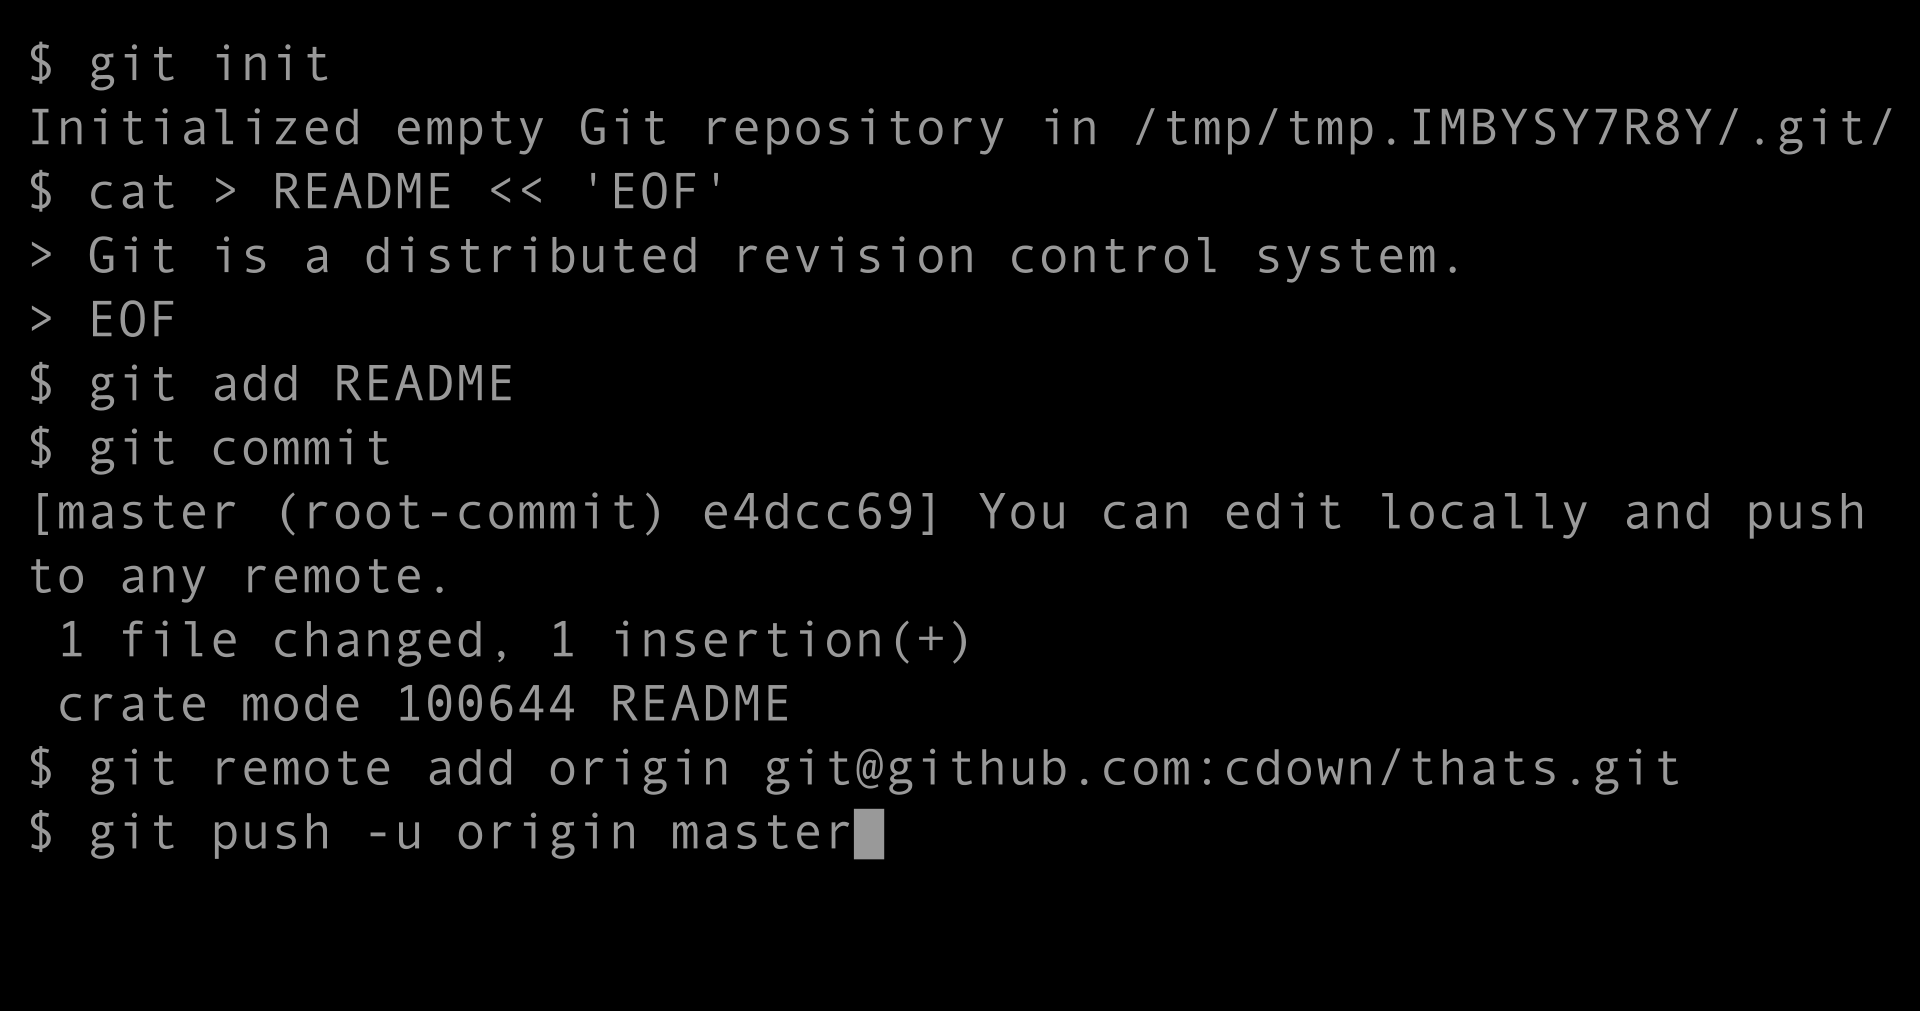 $ git init
Initialized empty Git repository in /tmp/tmp.IMBYSY7R8Y/.git/
$ cat > README << 'EOF'
> Git is a distributed revision control system.
> EOF
$ git add README
$ git commit
[master (root-commit) e4dcc69] You can edit locally and push
to any remote.
 1 file changed, 1 insertion(+)
 crate mode 100644 README
$ git remote add origin git@github.com:cdown/thats.git
$ git push -u origin master